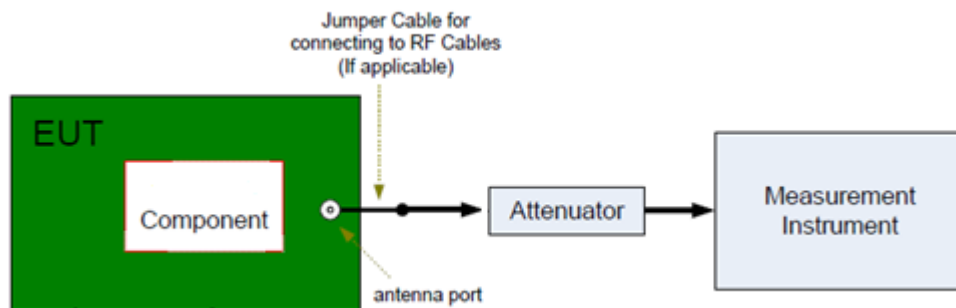 Jumper Cable for
connecting to RF Cables
(If applicable)
EUT
Component
Attenuator
Measurement
Instrument
antenna port